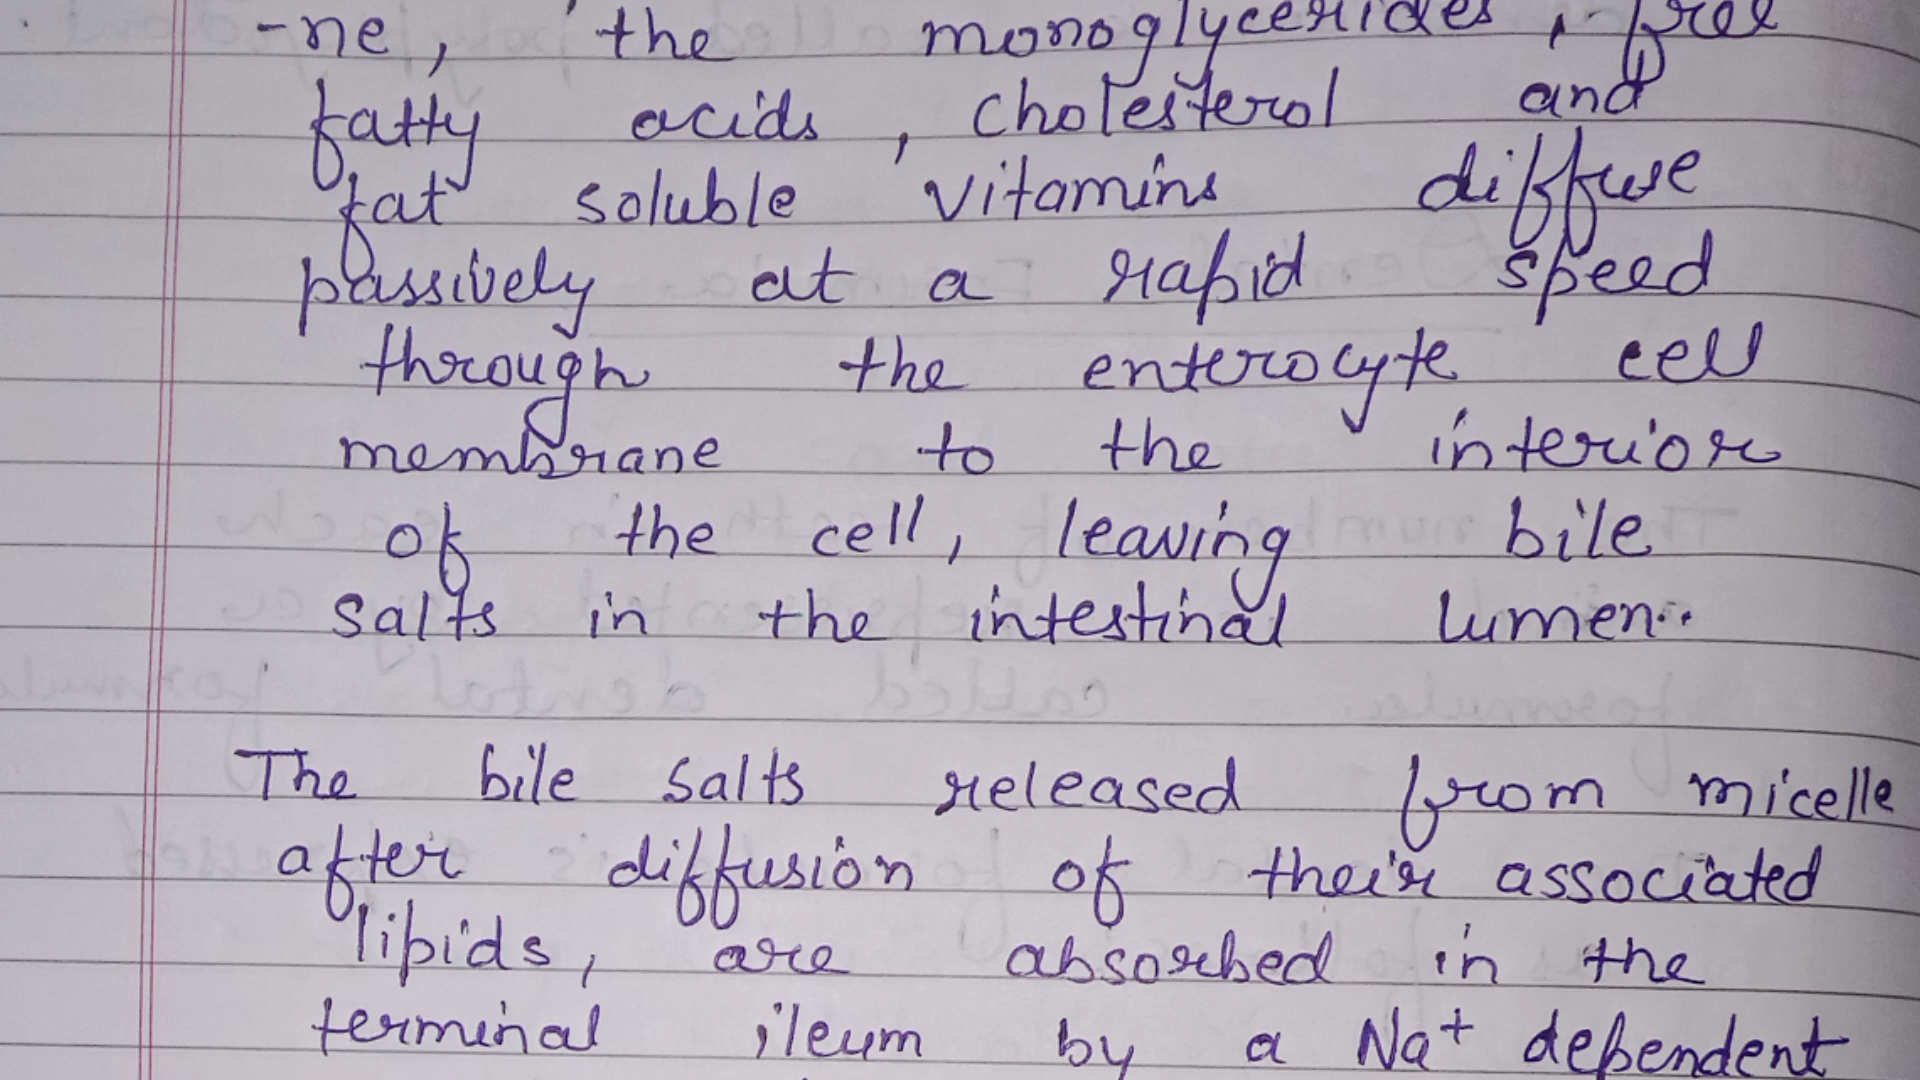 -ne, the monoglycerides, free
fatty acids, cholesterol and
fat soluble vitamins diffuse
passively at a rapid speed
through the enterocyte cell
membrane to the interior
of the cell, leaving bile
salts in the intestinal lumen..
The bile salts released from micelle
after diffusion of their associated
lipids, are absorbed in the
terminal ileum by a Na+ dependent